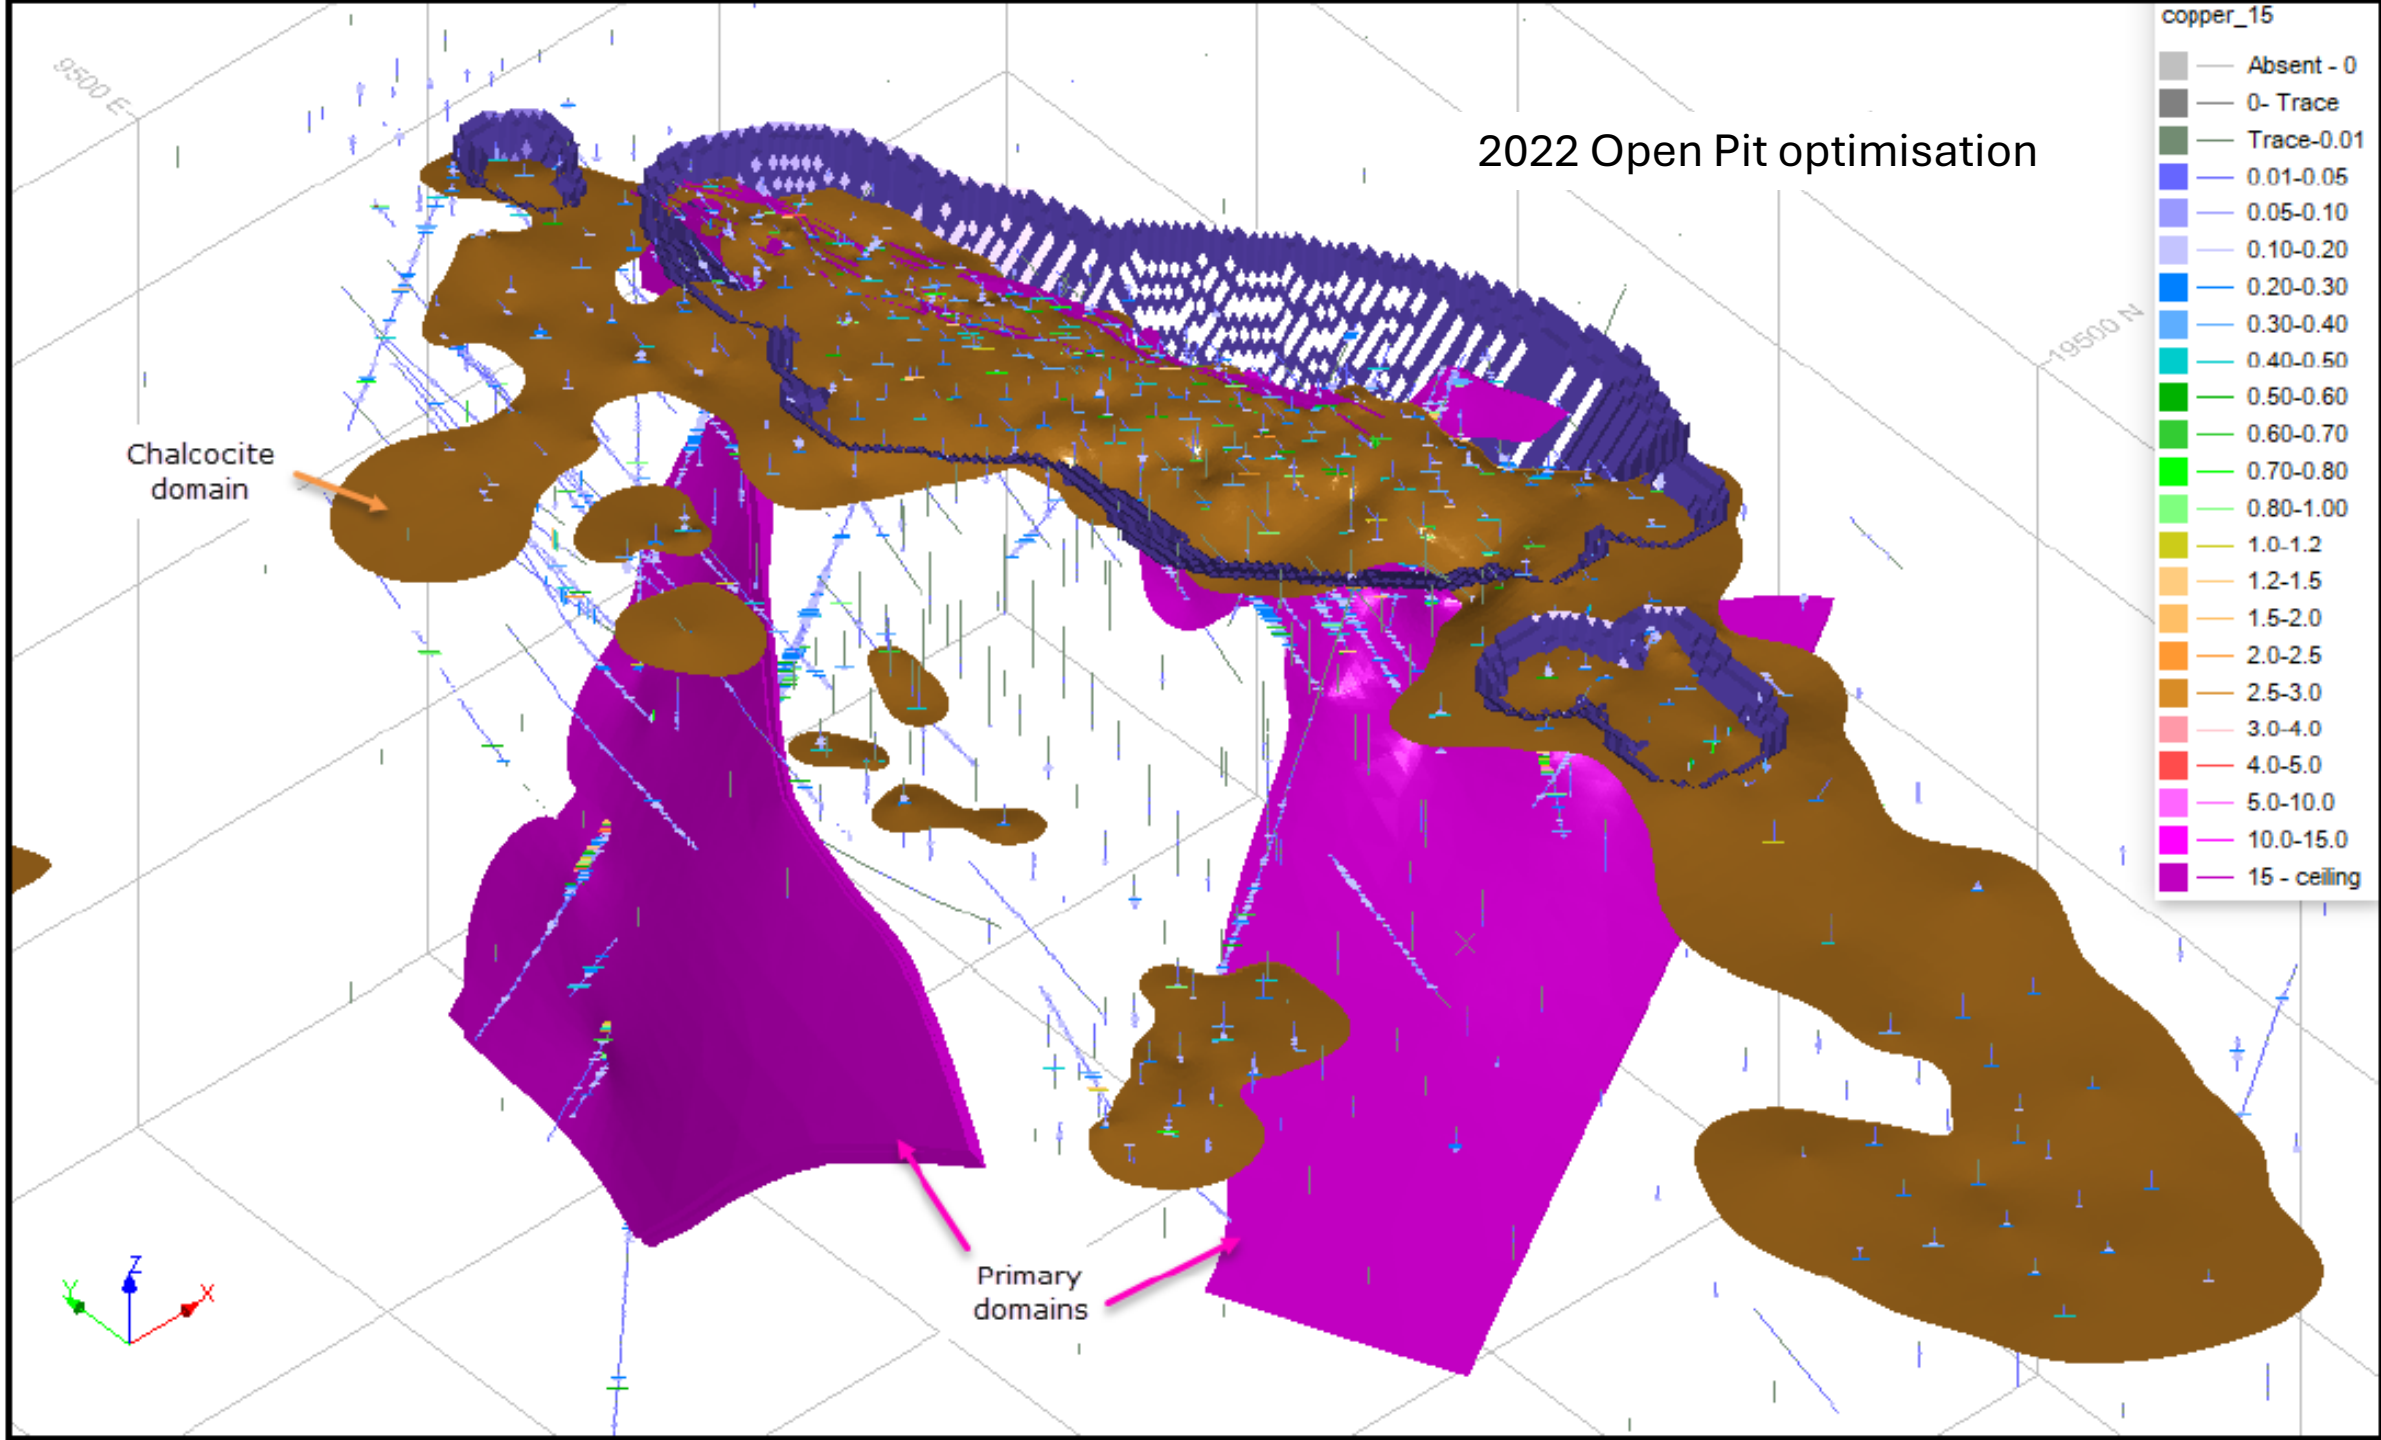 copper_15
Absent - 0
0- Trace
Trace-0.01
0.01-0.05
0.05-0.10
0.10-0.20
0.20-0.30
0.30-0.40
0.40-0.50
0.50-0.60
0.60-0.70
0.70-0.80
0.80-1.00
1.0-1.2
1.2-1.5
1.5-2.0
2.0-2.5
2.5-3.0
3.0-4.0
4.0-5.0
5.0-10.0
10.0-15.0
15 - ceiling
9500 E
2022 Open Pit optimisation
19500 N
Chalcocite
domain
Primary
domains
Z
Y
X